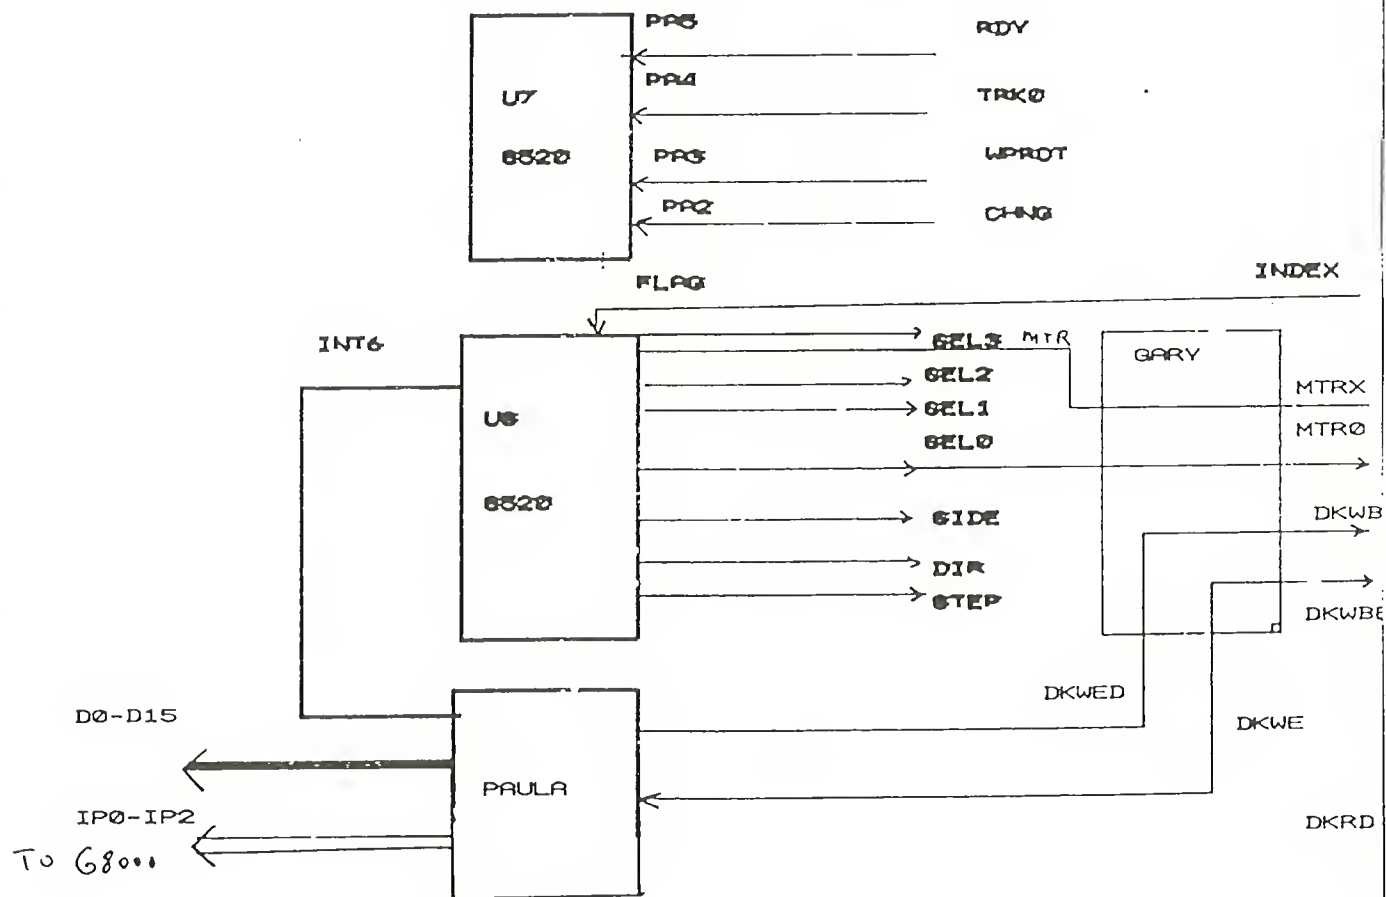 PA5
RDY
PA4
TRK0
U7
8520
PA3
WPROT
PA2
CHNG
FLAG
INDEX
INT6
SEL3
MTR
GARY
SEL2
MTRX
SEL1
U8
MTR0
SEL0
8520
SIDE
DKWB
DIR
STEP
DKWBE
DKWED
D0-D15
DKWE
PAULA
IP0-IP2
DKRD
TO 68000